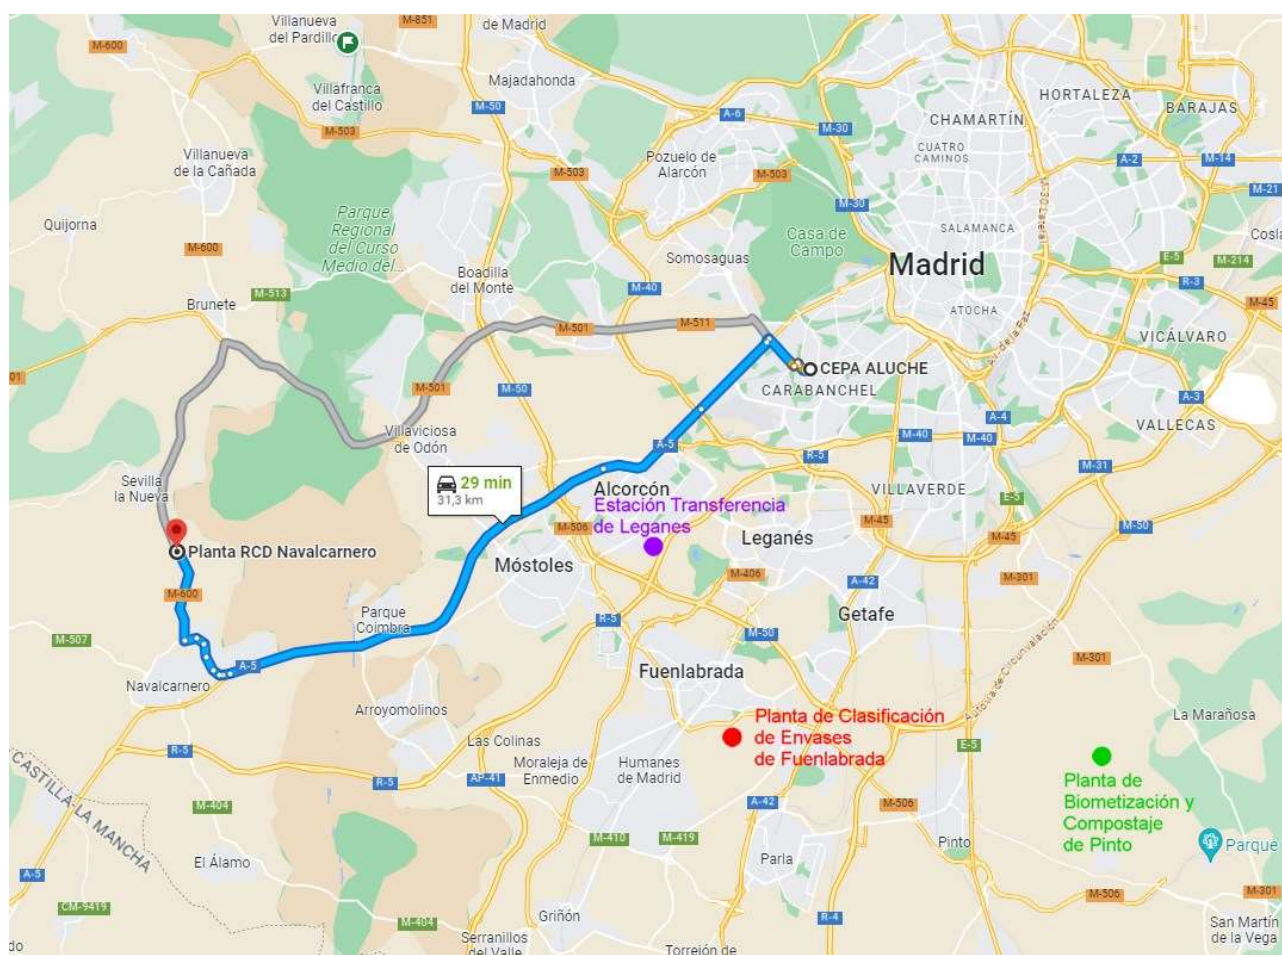 Villanueva
del Pardillo
M-851
de Madrid
M-600
Majadahonda
HORTALEZA
BARAJAS
Villafranca
del Castillo
M-50
A-6
M-30
CHAMARTÍN
M-503
CUATRO
CAMINOS
Villanueva
de la Cañada
Pozuelo de
Alarcón
M-503
M-503
A-2
M-14
M-21
M-30
M-30 Lateral
Parque
Regional
del Curso
Medio del...
Quijorna
M-600
Casa de
Campo
SALAMANCA
Somosaguas
Madrid
E-5
M-214
Boadilla
del Monte
M-40
R-3
M-513
Brunete
M-45
ATOCHA
M-501
M-511
Av. de la Paz
VICÁLVARO
CEPA ALUCHE
CARABANCHEL
M-501
M-50
A-3
A-4
VALLECAS
Villaviciosa
de Odón
M-40
M-40
A-5
R-5
M-31
29 min
31,3 km
Sevilla
la Nueva
Alcorcón
VILLAVERDE
E-5
Estación Transferencia
de Leganes
M-506
M-45
M-50
Leganés
M-45
Planta RCD Navalcarnero
Móstoles
M-406
A-42
M-301
M-600
Parque
Coimbra
R-5
Getafe
M-507
M-50
M-301
A-5
Navalcarnero
Fuenlabrada
Autovía de Circunvalación
Arroyomolinos
Planta de Clasificación
de Envases
de Fuenlabrada
La Marañosa
Las Colinas
R-5
E-5
Moraleja de
Enmedio
Humanes
de Madrid
R-5
AP-41
CASTILLA-LA MANCHA
Planta de
Biometización y
Compostaje
de Pinto
M-404
A-42
M-506
M-410
M-419
Pinto
Parque
El Álamo
Parla
A-5
M-506
M-301
CM-9419
M-404
Griñón
R-4
San Martín
de la Vega
Serranillos
del Valle
Torrejón de